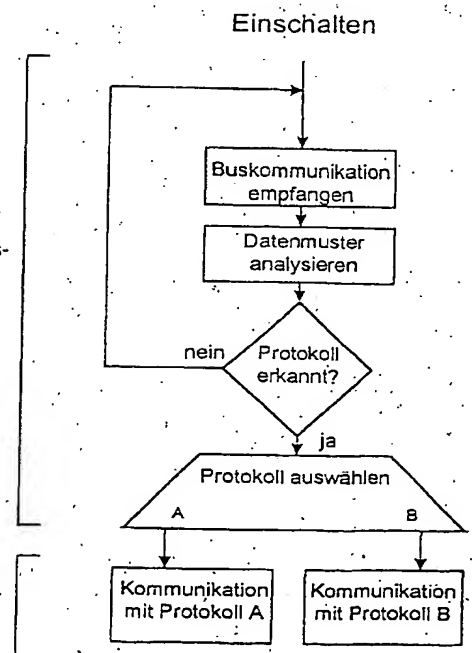 Einschalten
Buskommunikation
empfangen
Datenmuster
analysieren
nein
Protokoll
erkannt?
ja
Protokoll auswählen
A
B
Kommunikation
mit Protokoll A
Kommunikation
mit Protokoll B